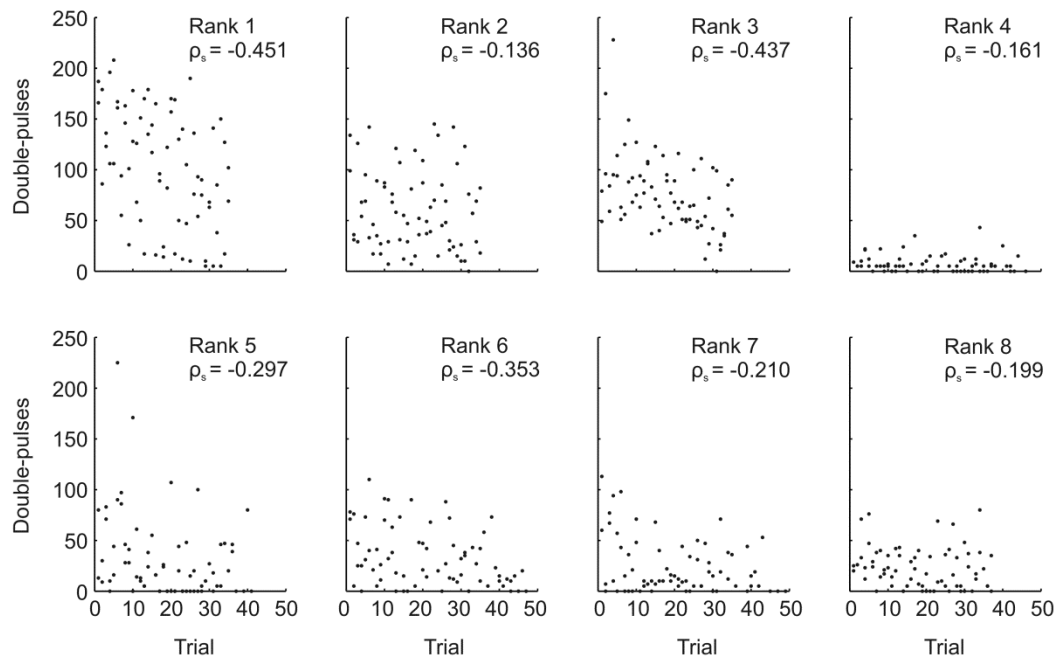 Rank 1
ρs = -0.451
Rank 2
ρs = -0.136
Rank 3
ρs = -0.437
Rank 4
ρs = -0.161
250
200
150
100
50
0
Double-pulses
Rank 5
ρs = -0.297
Rank 6
ρs = -0.353
Rank 7
ρs = -0.210
Rank 8
ρs = -0.199
250
200
150
100
50
0
Double-pulses
0 10 20 30 40 50
0 10 20 30 40 50
0 10 20 30 40 50
0 10 20 30 40 50
Trial
Trial
Trial
Trial